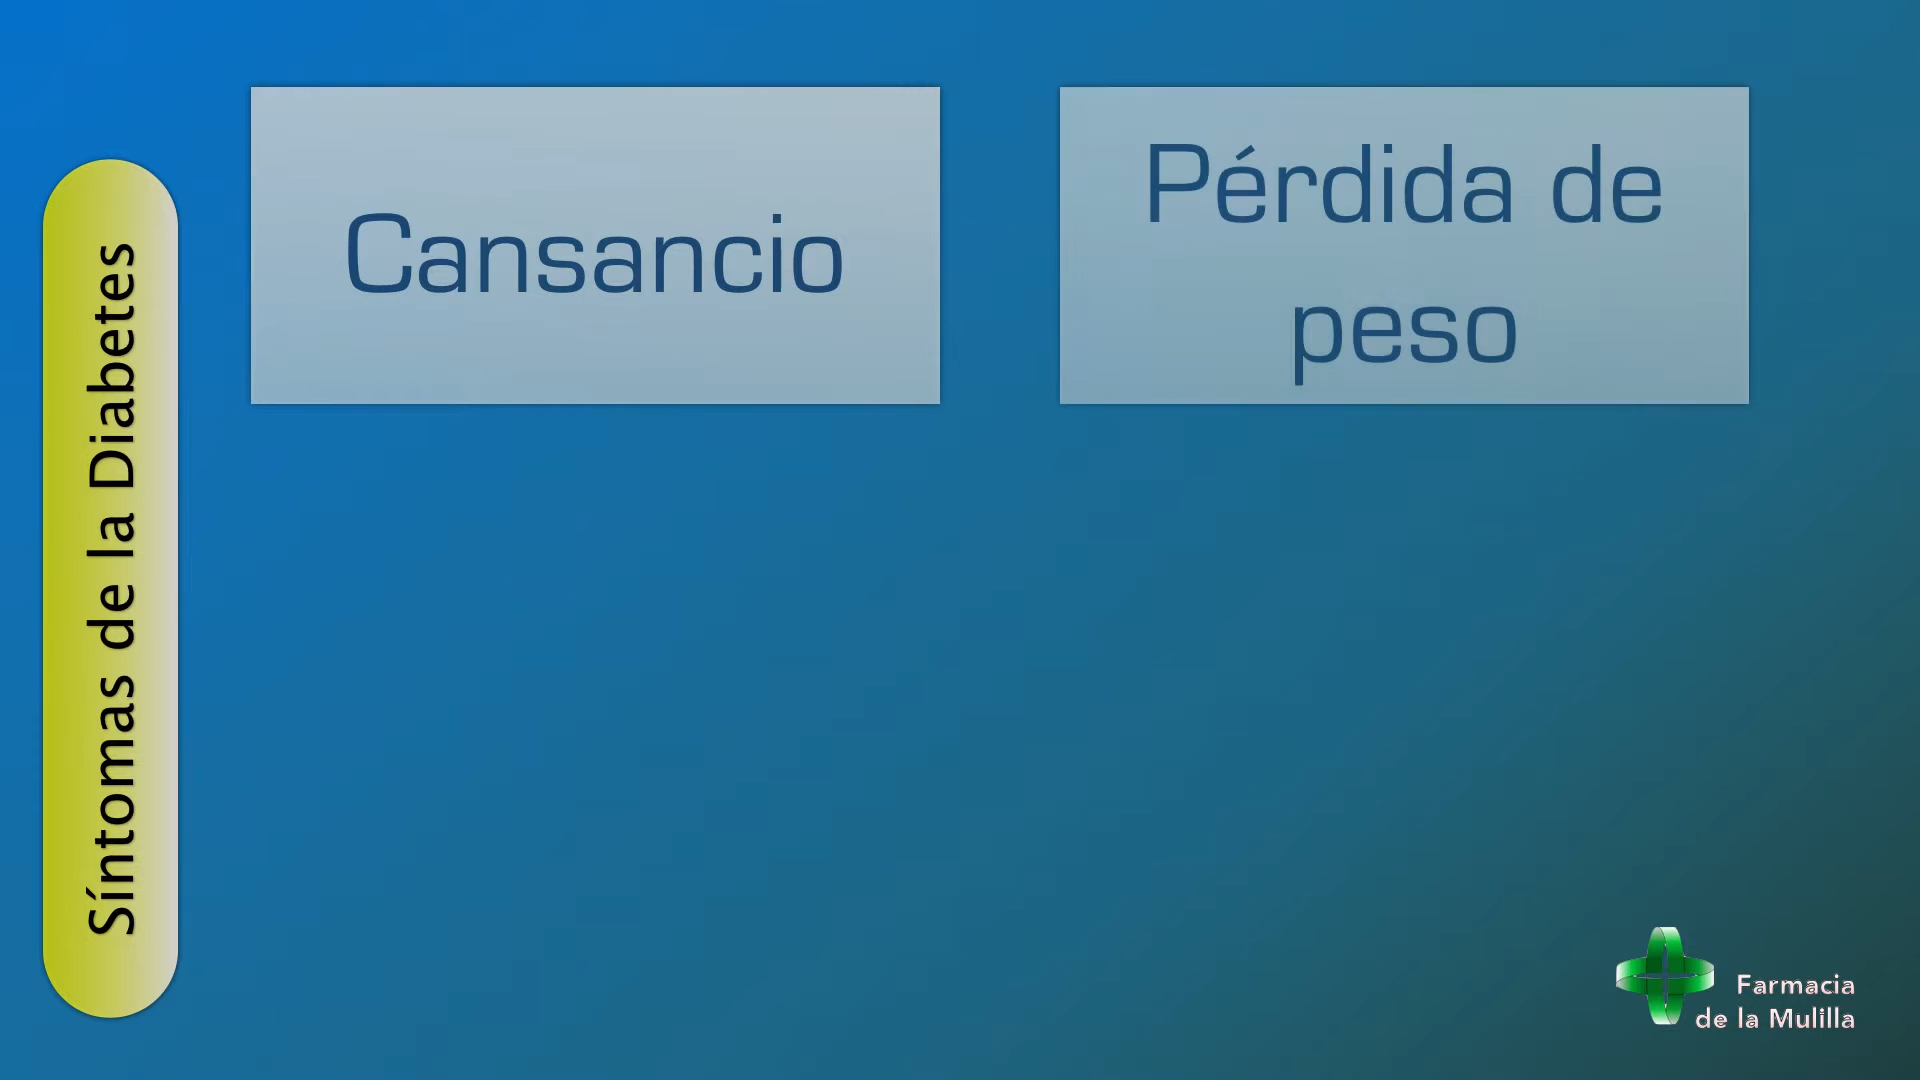 Síntomas de la Diabetes
Cansancio
Pérdida de
peso
Farmacia
de la Mulilla